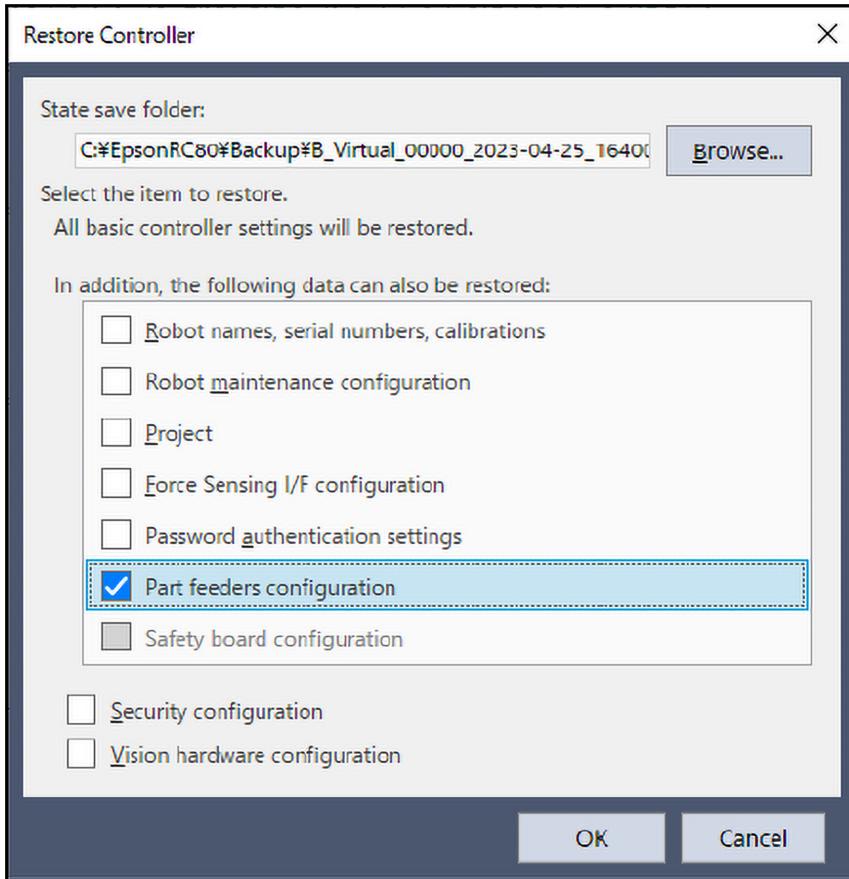 Restore Controller
State save folder:
C:¥EpsonRC80¥Backup¥B_Virtual_00000_2023-04-25_16400
Browse...
Select the item to restore.
All basic controller settings will be restored.
In addition, the following data can also be restored:
Robot names, serial numbers, calibrations
Robot maintenance configuration
Project
Force Sensing I/F configuration
Password authentication settings
Part feeders configuration
Safety board configuration
Security configuration
Vision hardware configuration
OK
Cancel